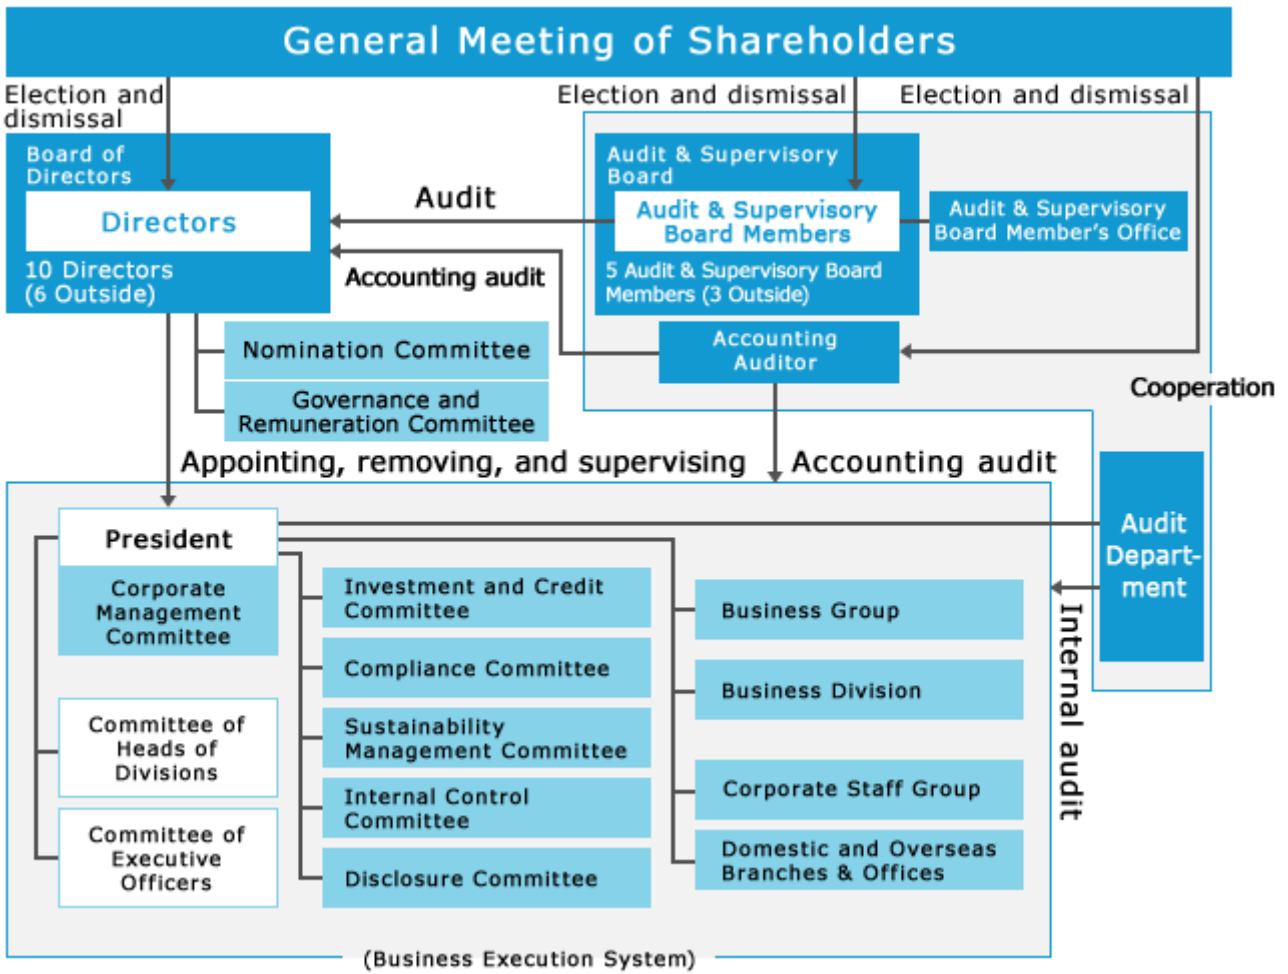 General Meeting of Shareholders
Election and
dismissal
Election and dismissal
Election and dismissal
Board of
Directors
Directors
10 Directors
(6 Outside)
Audit
Accounting audit
Audit & Supervisory
Board
Audit & Supervisory
Board Members
5 Audit & Supervisory Board
Members (3 Outside)
Audit & Supervisory
Board Member's Office
Accounting
Auditor
Nomination Committee
Governance and
Remuneration Committee
Cooperation
Appointing, removing, and supervising
Accounting audit
President
Corporate
Management
Committee
Committee of
Heads of
Divisions
Committee of
Executive
Officers
Investment and Credit
Committee
Compliance Committee
Sustainability
Management Committee
Internal Control
Committee
Disclosure Committee
Business Group
Business Division
Corporate Staff Group
Domestic and Overseas
Branches & Offices
Internal audit
Audit
Depart-
ment
(Business Execution System)